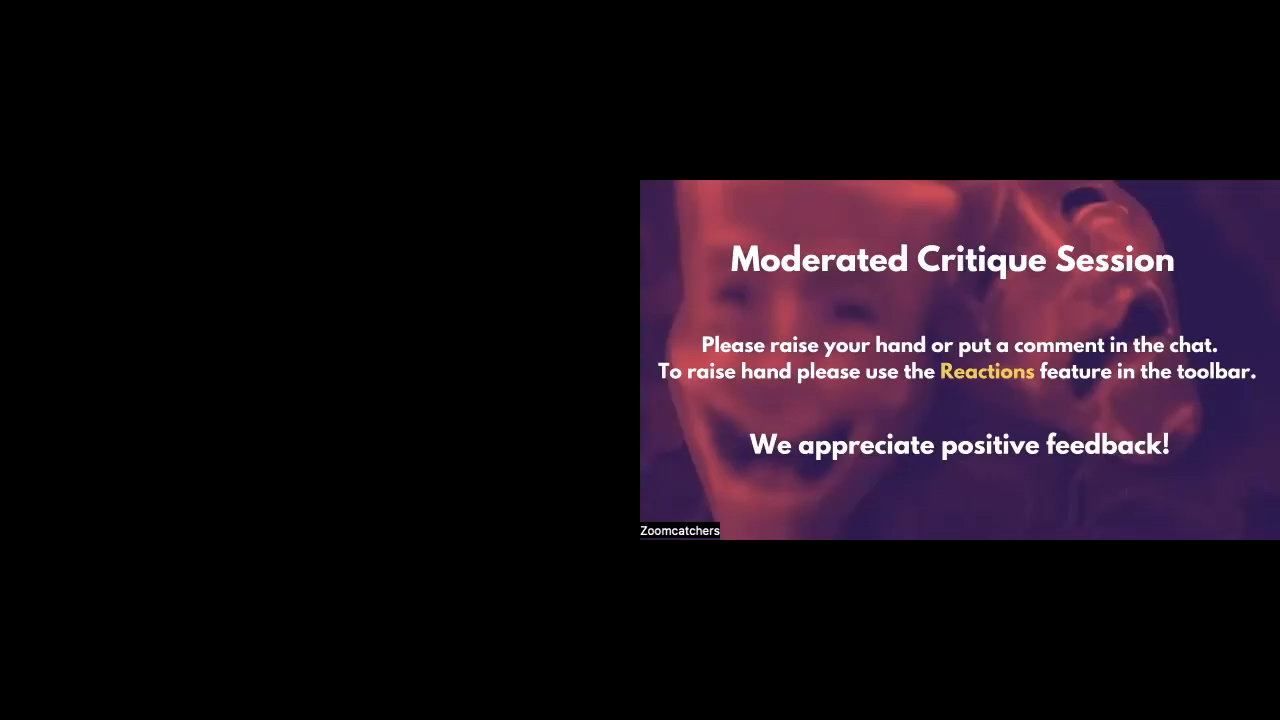 Moderated Critique Session
Please raise your hand or put a comment in the chat.
To raise hand please use the Reactions feature in the toolbar.
We appreciate positive feedback!
Zoomcatchers